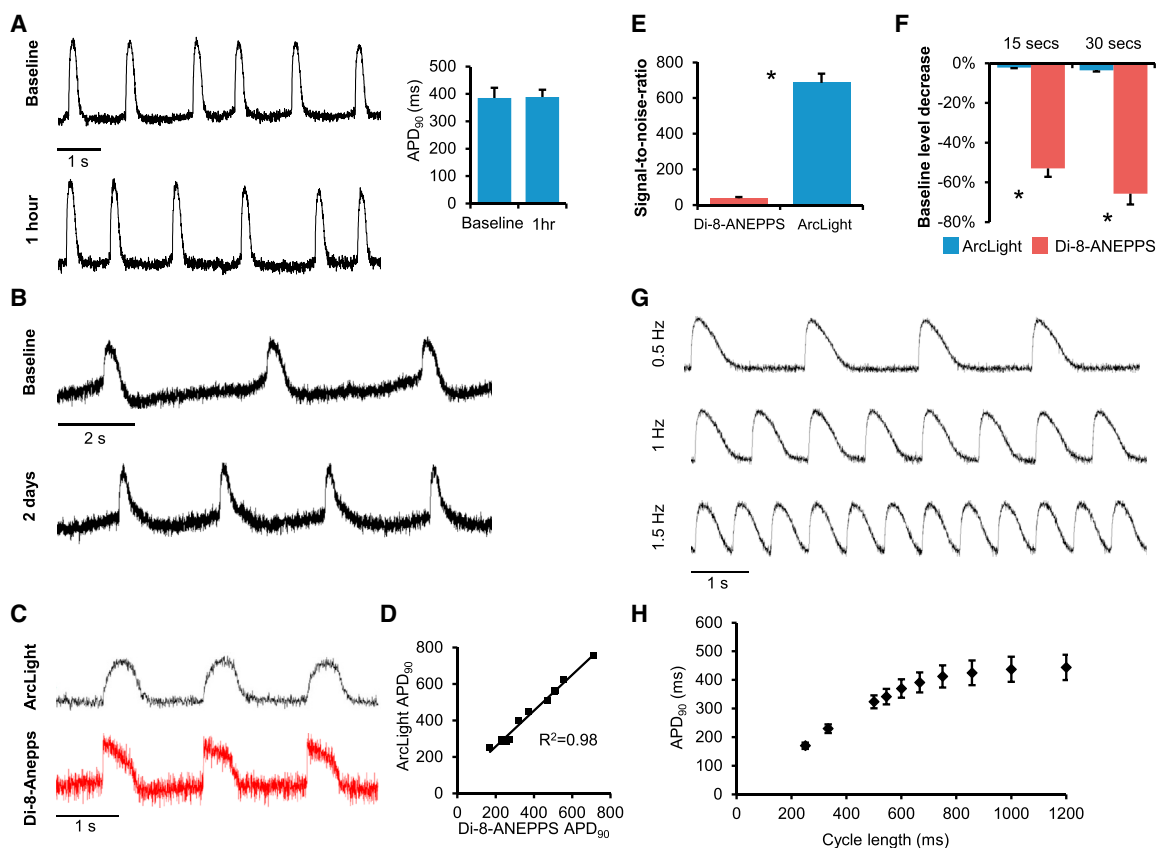 A
Baseline
1 s
1 hour
APD90 (ms)
500
400
300
200
100
0
Baseline
1hr
B
Baseline
2 s
2 days
C
ArcLight
Di-8-Anepps
1 s
D
ArcLight APD90
800
600
400
200
0
R2=0.98
0
200
400
600
800
Di-8-ANEPPS APD90
E
Signal-to-noise-ratio
800
600
400
200
0
*
Di-8-ANEPPS
ArcLight
F
15 secs
30 secs
Baseline level decrease
0%
-20%
-40%
-60%
-80%
*
*
ArcLight
Di-8-ANEPPS
G
0.5 Hz
1 Hz
1.5 Hz
1 s
H
APD90 (ms)
600
500
400
300
200
100
0
0
200
400
600
800
1000
1200
Cycle length (ms)